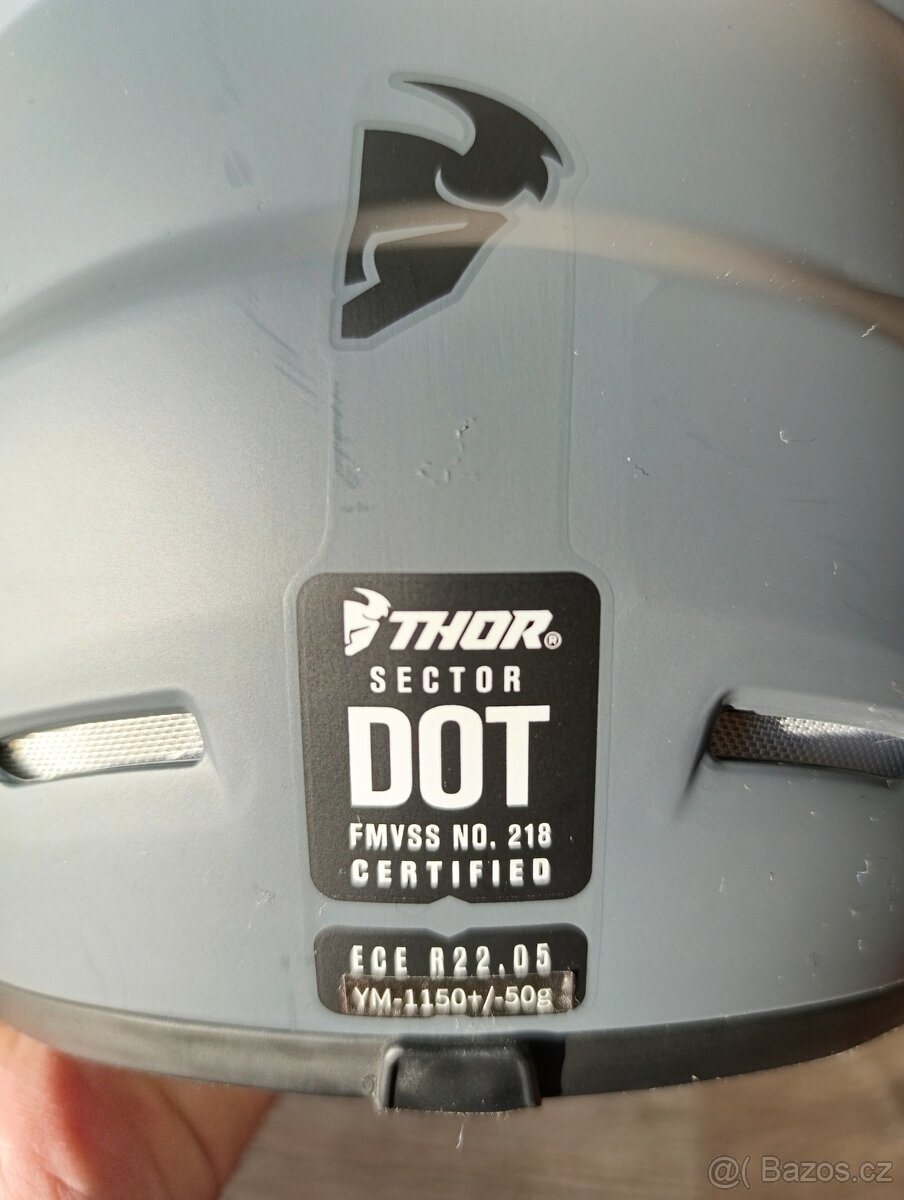 THOR®
SECTOR
DOT
FMVSS NO. 218
CERTIFIED
ECE R22.05
YM-1150+/-50g
@( Bazos.cz